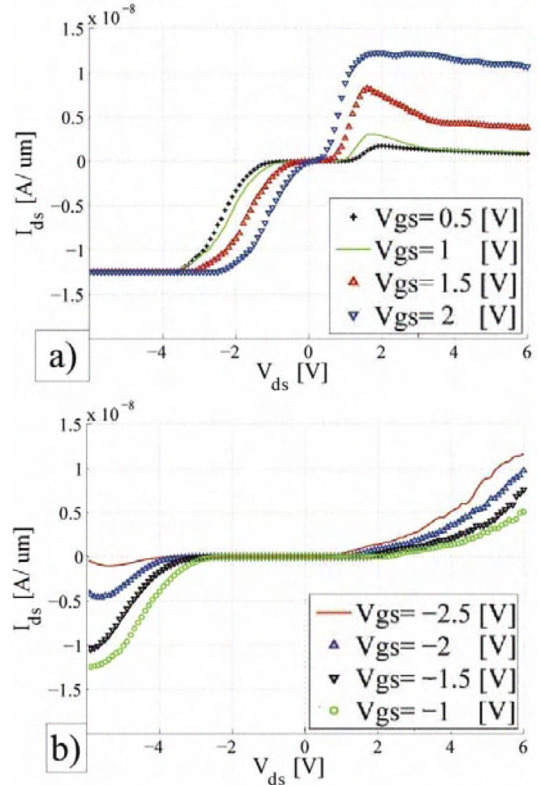 x 10⁻⁸
1.5
1
0.5
0
−0.5
−1
−1.5
I_ds [A/ um]
−4 −2 0 2 4 6
V_ds [V]
Vgs= 0.5 [V]
Vgs= 1 [V]
Vgs= 1.5 [V]
Vgs= 2 [V]
a)
x 10⁻⁸
1.5
1
0.5
0
−0.5
−1
−1.5
I_ds [A/ um]
−4 −2 0 2 4 6
V_ds [V]
Vgs= −2.5 [V]
Vgs= −2 [V]
Vgs= −1.5 [V]
Vgs= −1 [V]
b)